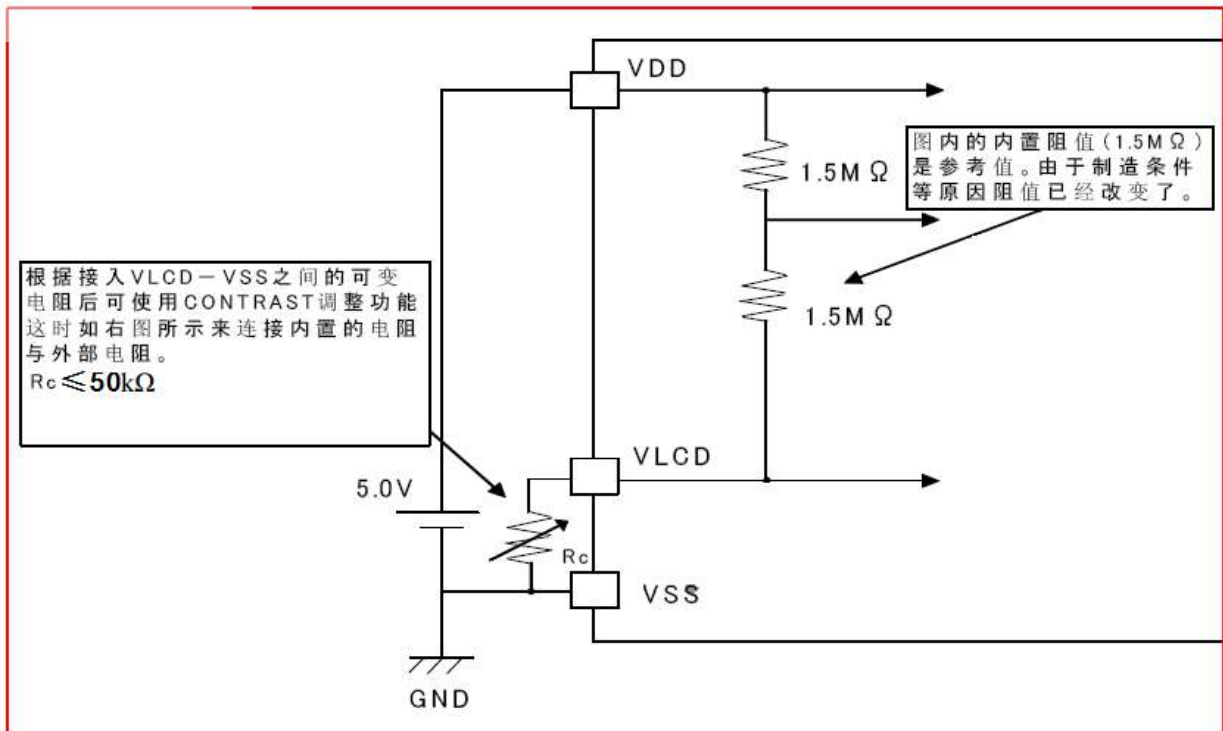 VDD
图内的内置阻值(1.5MΩ)
是参考值。由于制造条件
等原因阻值已经改变了。
1.5MΩ
1.5MΩ
根据接入VLCD－VSS之间的可变
电阻后可使用CONTRAST调整功能
这时如右图所示来连接内置的电阻
与外部电阻。
Rc≤50kΩ
VLCD
5.0V
Rc
VSS
GND